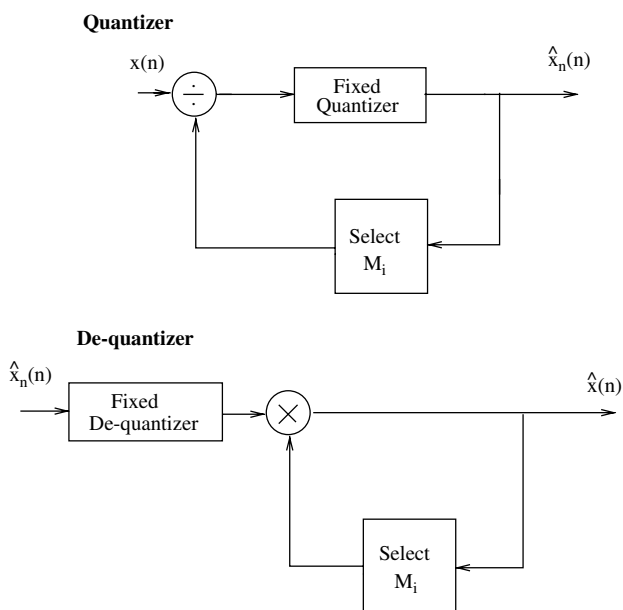 Quantizer
x(n)
÷
Fixed
Quantizer
x̂ₙ(n)
Select
Mᵢ
De-quantizer
x̂ₙ(n)
Fixed
De-quantizer
×
x̂(n)
Select
Mᵢ